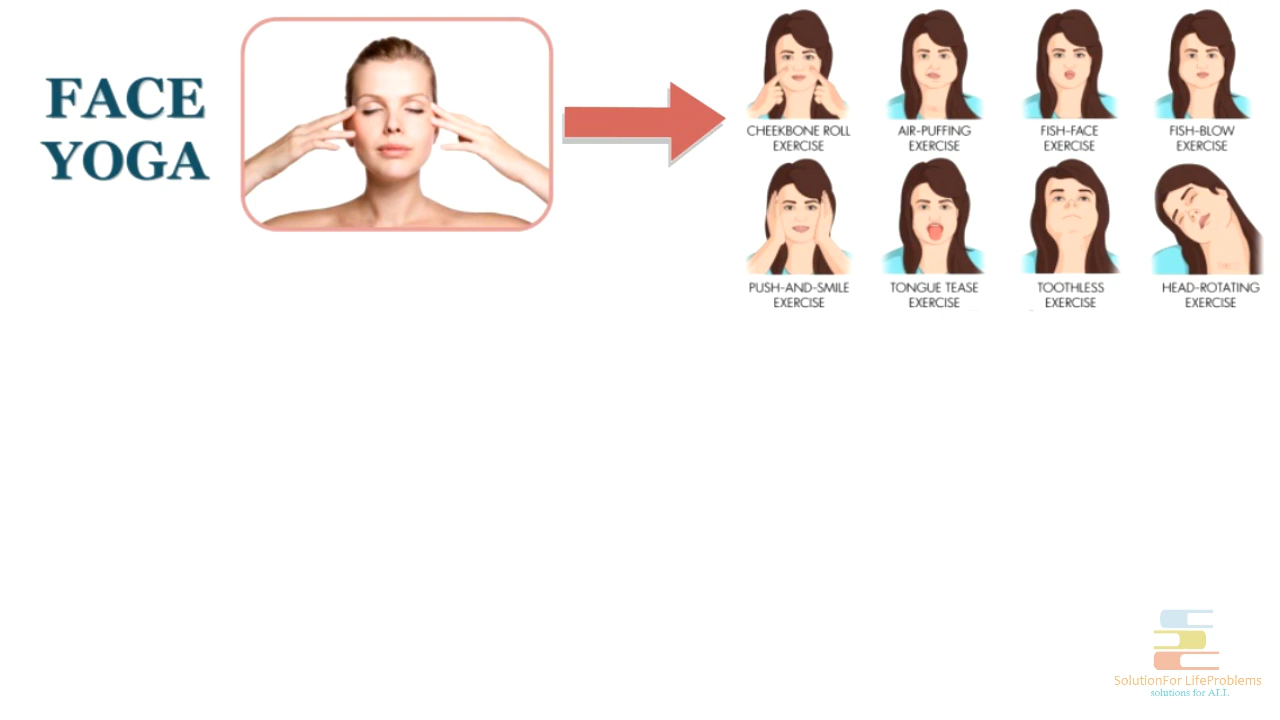 FACE
YOGA
CHEEKBONE ROLL
EXERCISE
AIR-PUFFING
EXERCISE
FISH-FACE
EXERCISE
FISH-BLOW
EXERCISE
PUSH-AND-SMILE
EXERCISE
TONGUE TEASE
EXERCISE
TOOTHLESS
EXERCISE
HEAD-ROTATING
EXERCISE
SolutionFor LifeProblems
solutions for ALL